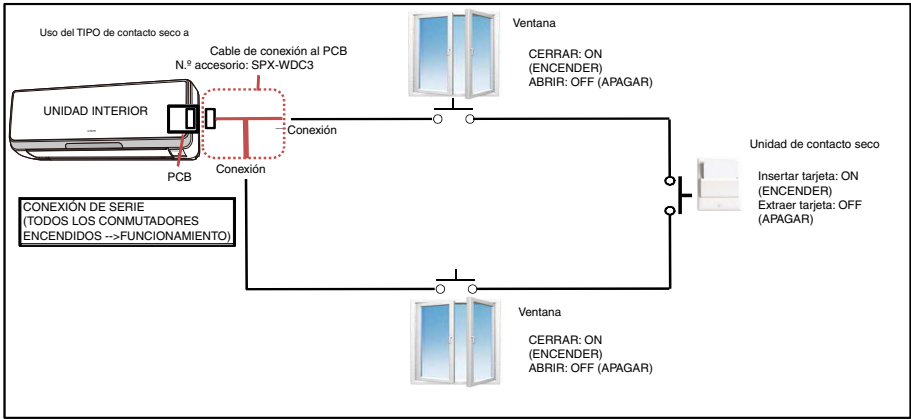 Uso del TIPO de contacto seco a
Cable de conexión al PCB
N.º accesorio: SPX-WDC3
UNIDAD INTERIOR
Conexión
Conexión
PCB
CONEXIÓN DE SERIE
(TODOS LOS CONMUTADORES
ENCENDIDOS -->FUNCIONAMIENTO)
Ventana
CERRAR: ON
(ENCENDER)
ABRIR: OFF (APAGAR)
Unidad de contacto seco
Insertar tarjeta: ON
(ENCENDER)
Extraer tarjeta: OFF
(APAGAR)
Ventana
CERRAR: ON
(ENCENDER)
ABRIR: OFF (APAGAR)